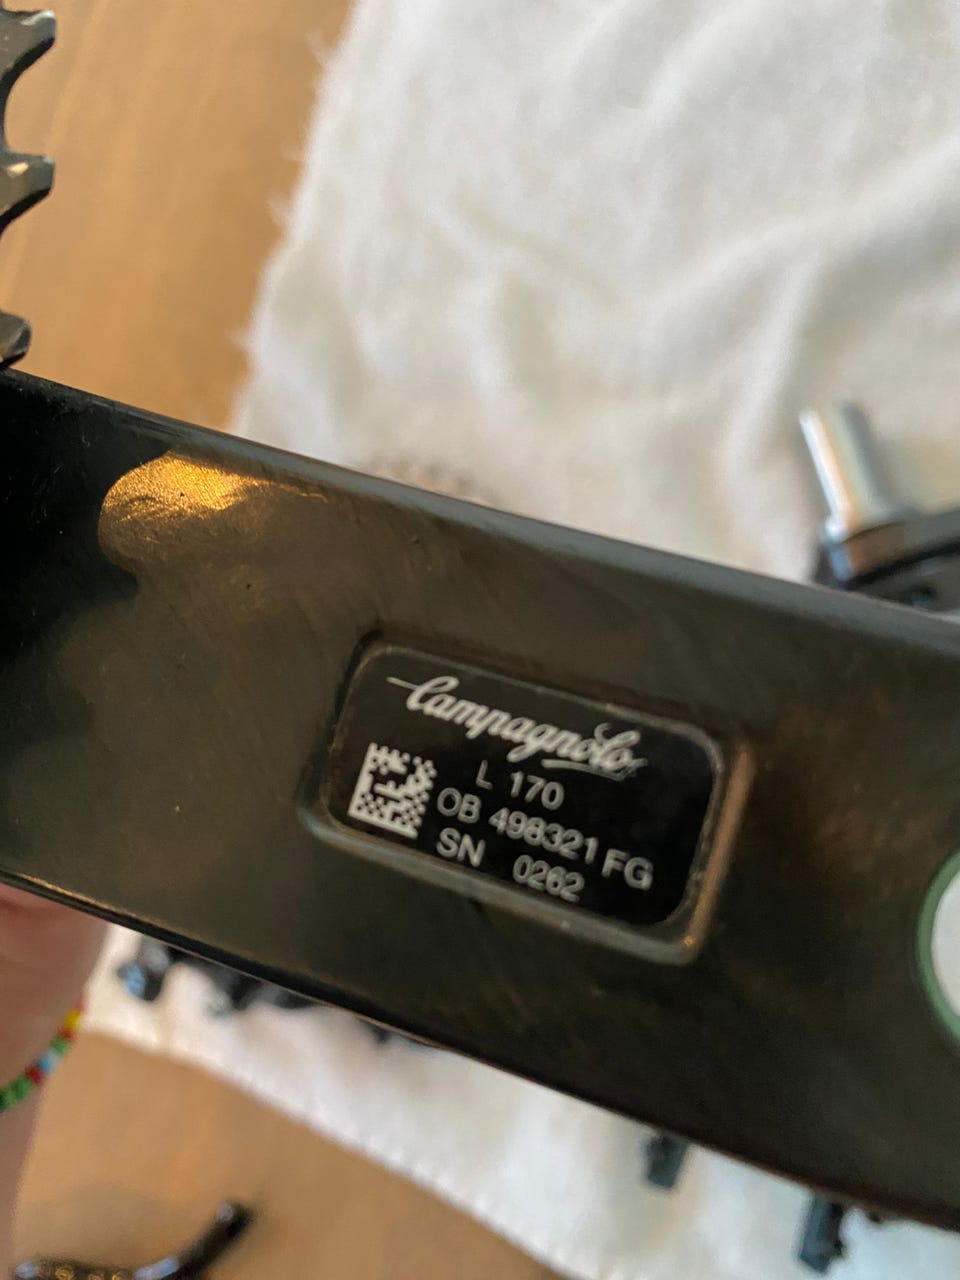 Campagnolo
L 170
OB 498321 FG
SN 0262